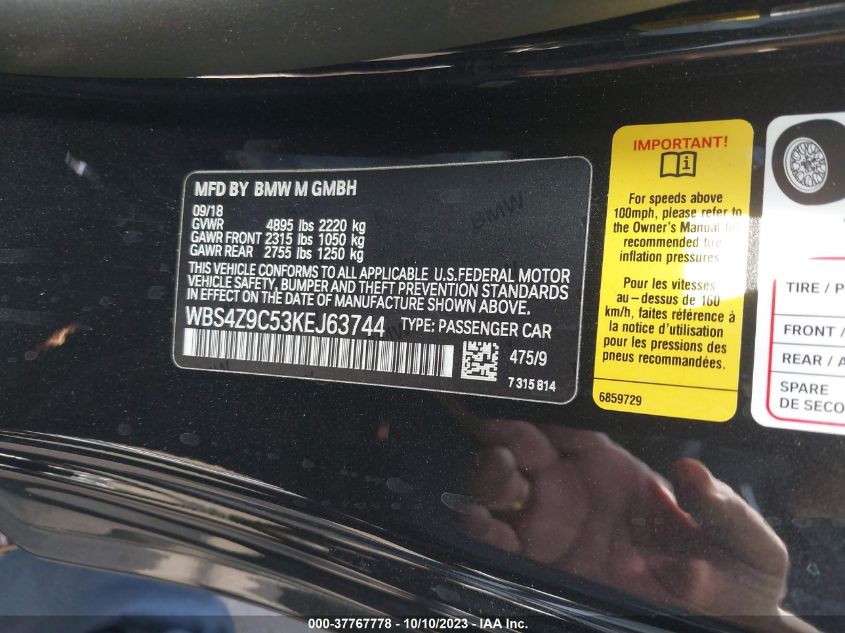 MFD BY BMW M GMBH
09/18
GVWR 4895 lbs 2220 kg
GAWR FRONT 2315 lbs 1050 kg
GAWR REAR 2755 lbs 1250 kg
THIS VEHICLE CONFORMS TO ALL APPLICABLE U.S.FEDERAL MOTOR
VEHICLE SAFETY, BUMPER AND THEFT PREVENTION STANDARDS
IN EFFECT ON THE DATE OF MANUFACTURE SHOWN ABOVE.
WBS4Z9C53KEJ63744 TYPE: PASSENGER CAR
475/9
7 315 814
IMPORTANT!
For speeds above
100mph, please refer to
the Owner's Manual
recommended tire
inflation pressures
Pour les vitesses
au – dessus de 160
km/h, faites référence à
la notice d'utilisation
pour les pressions des
pneus recommandées.
6859729
TIRE /
FRONT /
REAR /
SPARE
DE
000-37767778 - 10/10/2023 - IAA Inc.